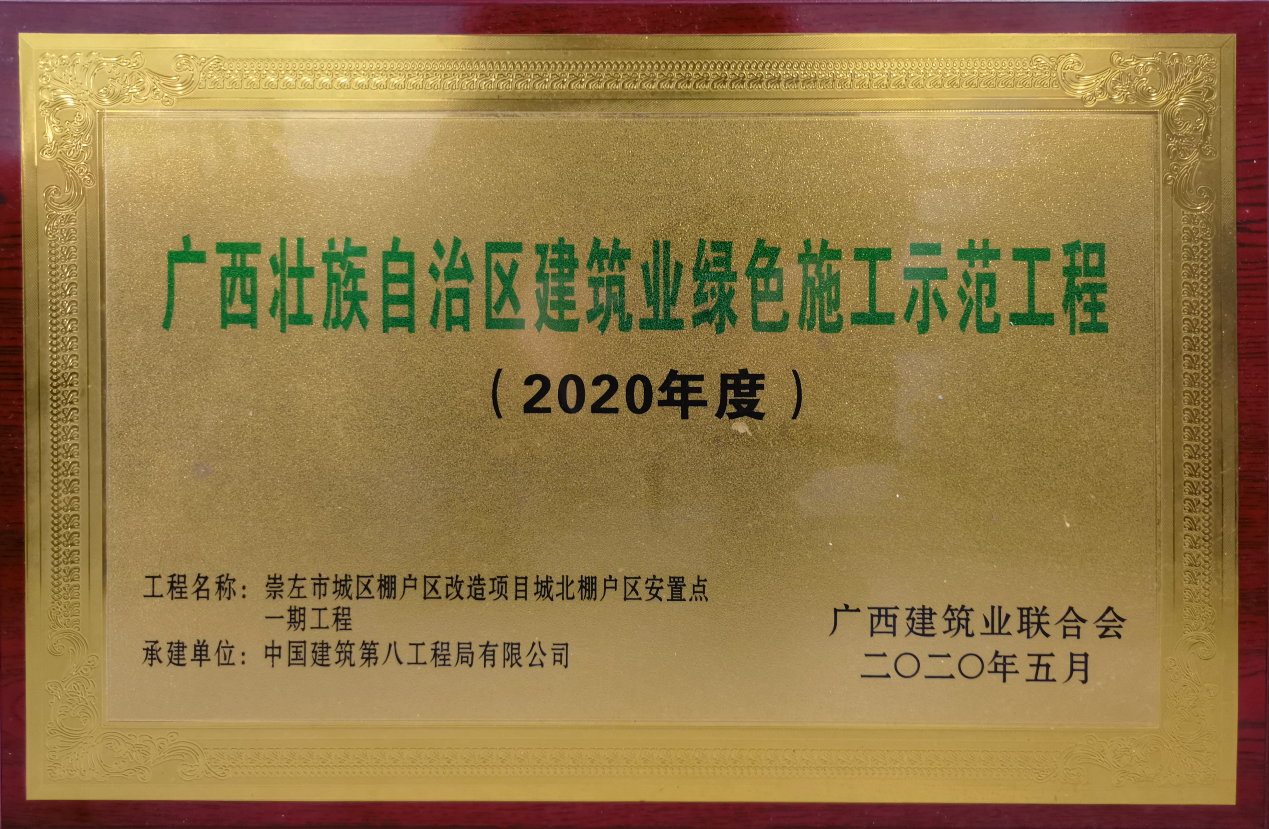 广西壮族自治区建筑业绿色施工示范工程
（2020年度）
工程名称：崇左市城区棚户区改造项目城北棚户区安置点
一期工程
承建单位：中国建筑第八工程局有限公司
广西建筑业联合会
二〇二〇年五月